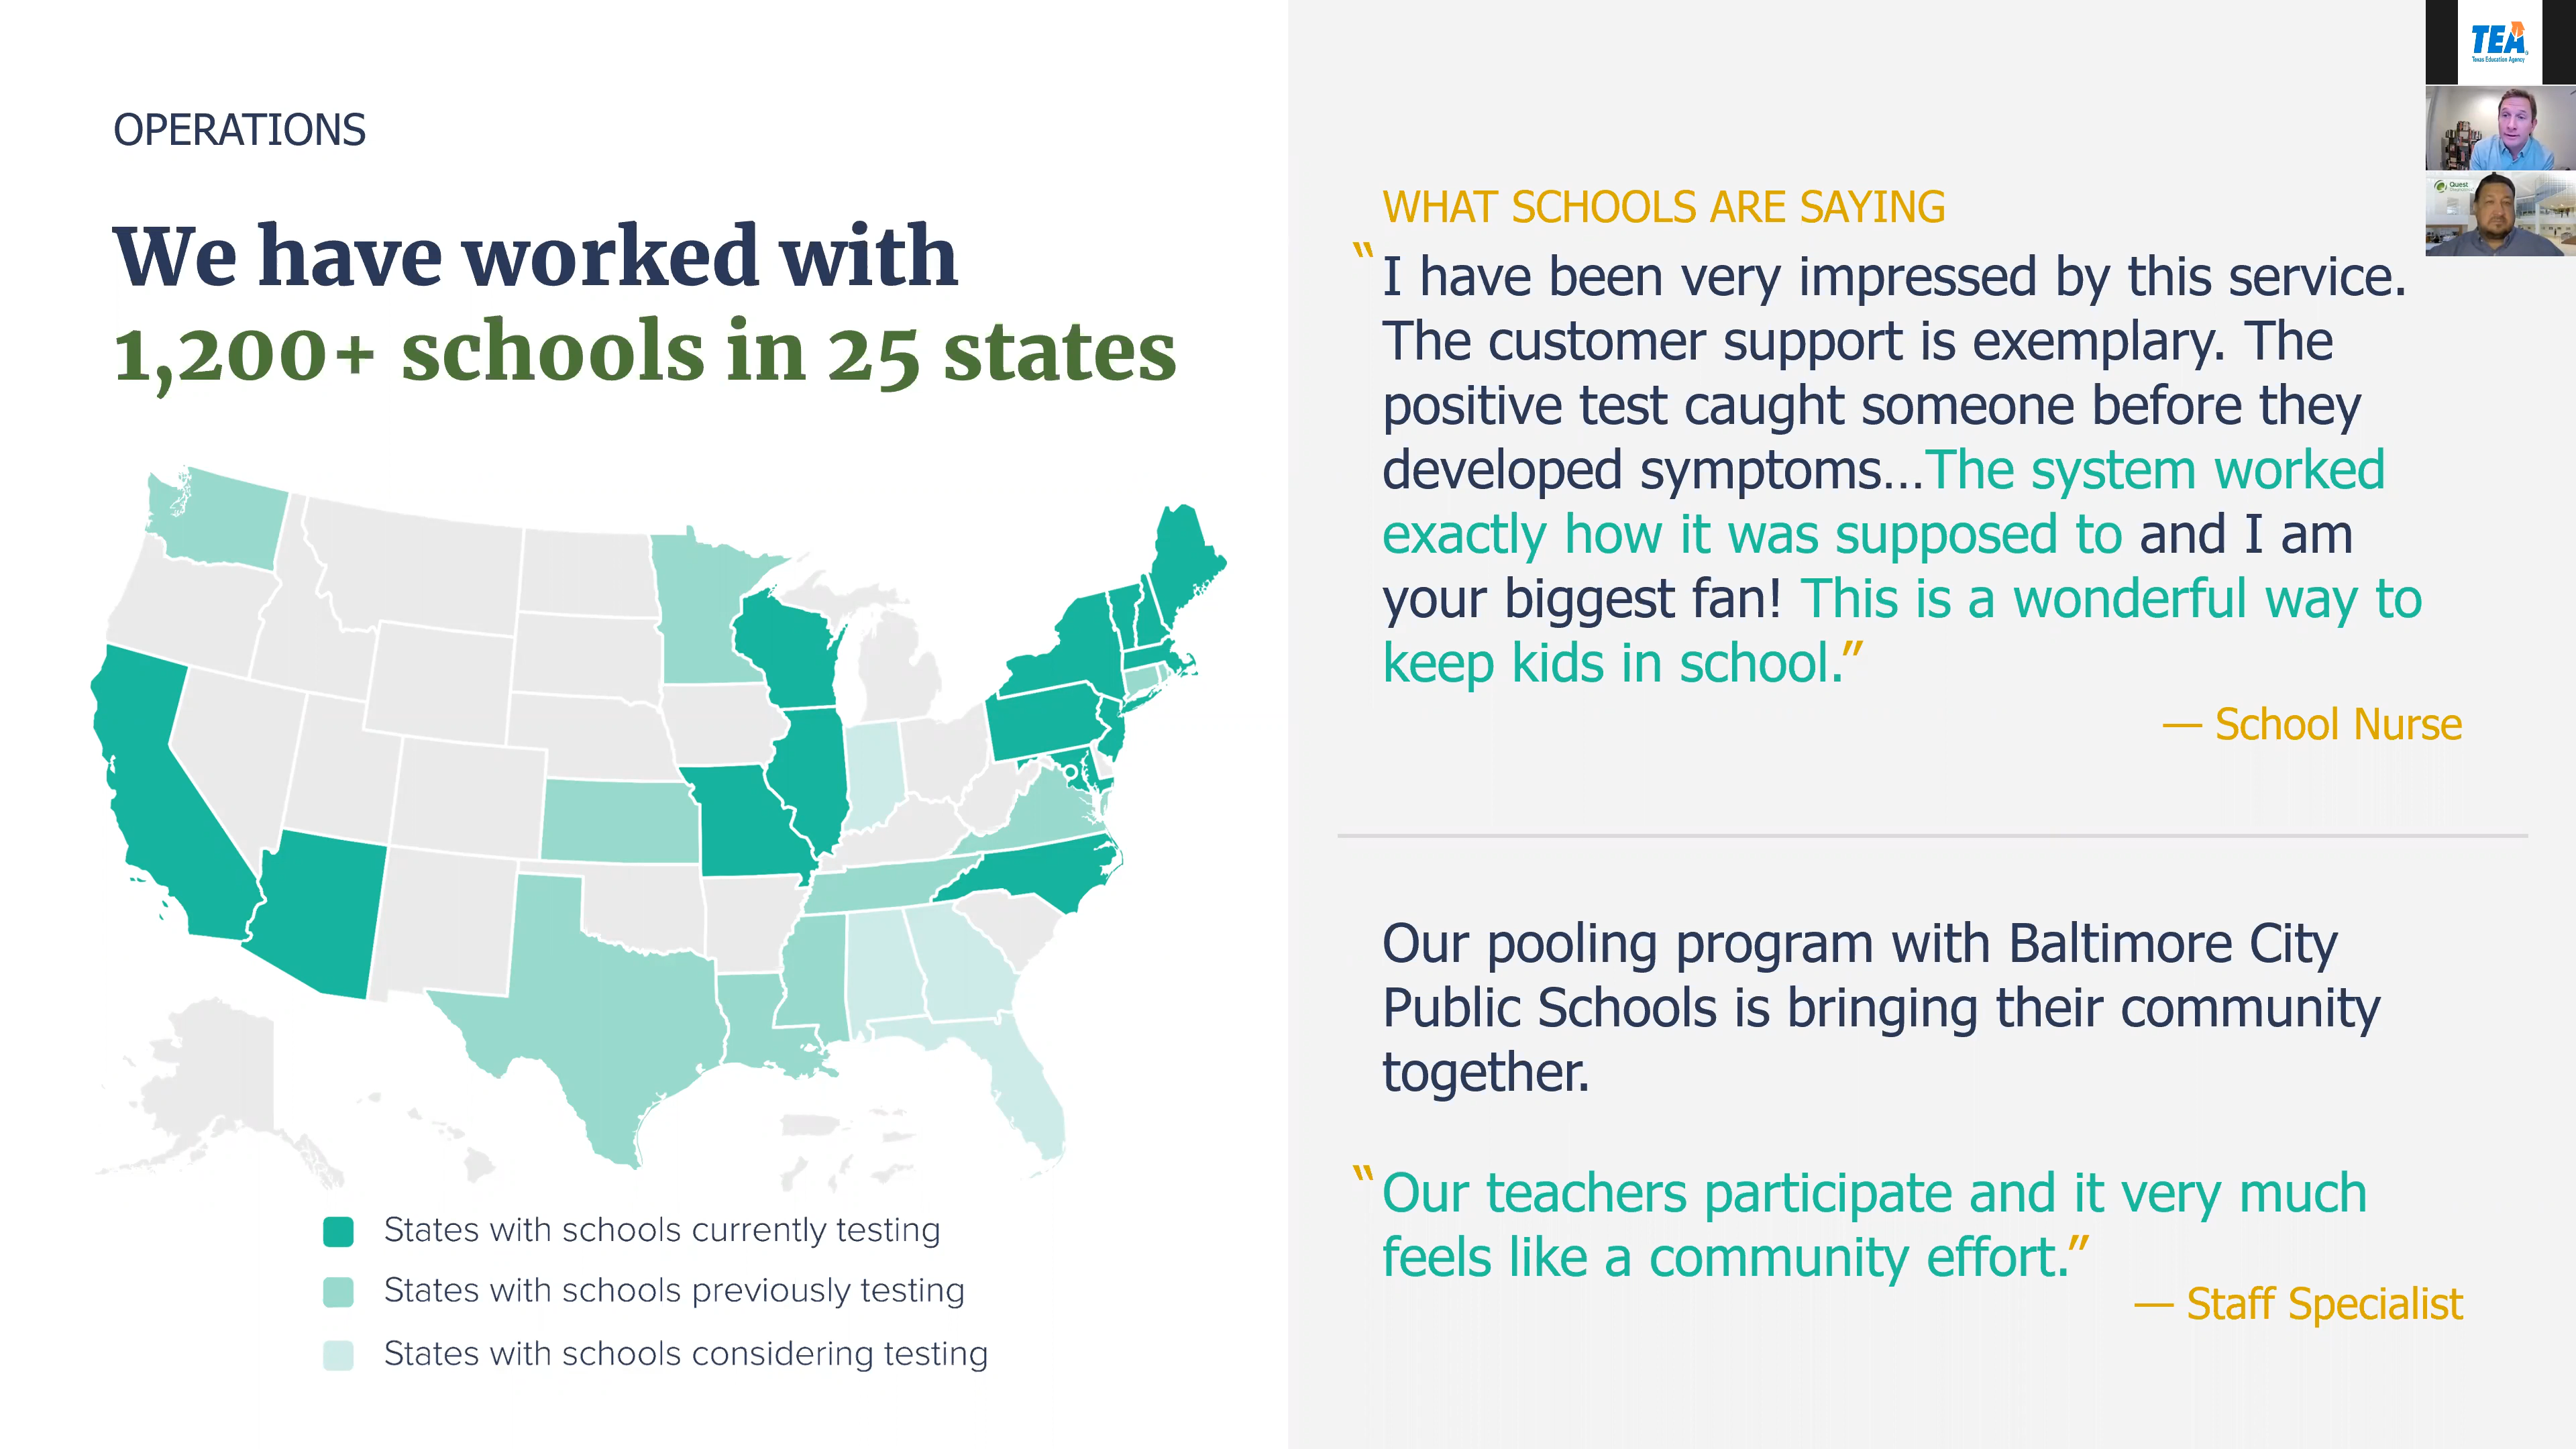 OPERATIONS
We have worked with
1,200+ schools in 25 states
States with schools currently testing
States with schools previously testing
States with schools considering testing
WHAT SCHOOLS ARE SAYING
“I have been very impressed by this service.
The customer support is exemplary. The
positive test caught someone before they
developed symptoms...The system worked
exactly how it was supposed to and I am
your biggest fan! This is a wonderful way to
keep kids in school.”
— School Nurse
Our pooling program with Baltimore City
Public Schools is bringing their community
together.
“Our teachers participate and it very much
feels like a community effort.”
— Staff Specialist
TEA
Texas Education Agency
Quest